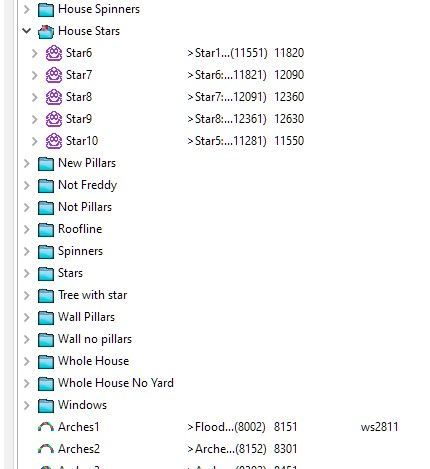 House Spinners
House Stars
Star6 >Star1...(11551) 11820
Star7 >Star6:...11821) 12090
Star8 >Star7:...12091) 12360
Star9 >Star8:...12361) 12630
Star10 >Star5:...11281) 11550
New Pillars
Not Freddy
Not Pillars
Roofline
Spinners
Stars
Tree with star
Wall Pillars
Wall no pillars
Whole House
Whole House No Yard
Windows
Arches1 >Flood...(8002) 8151 ws2811
Arches2 >Arche...(8152) 8301